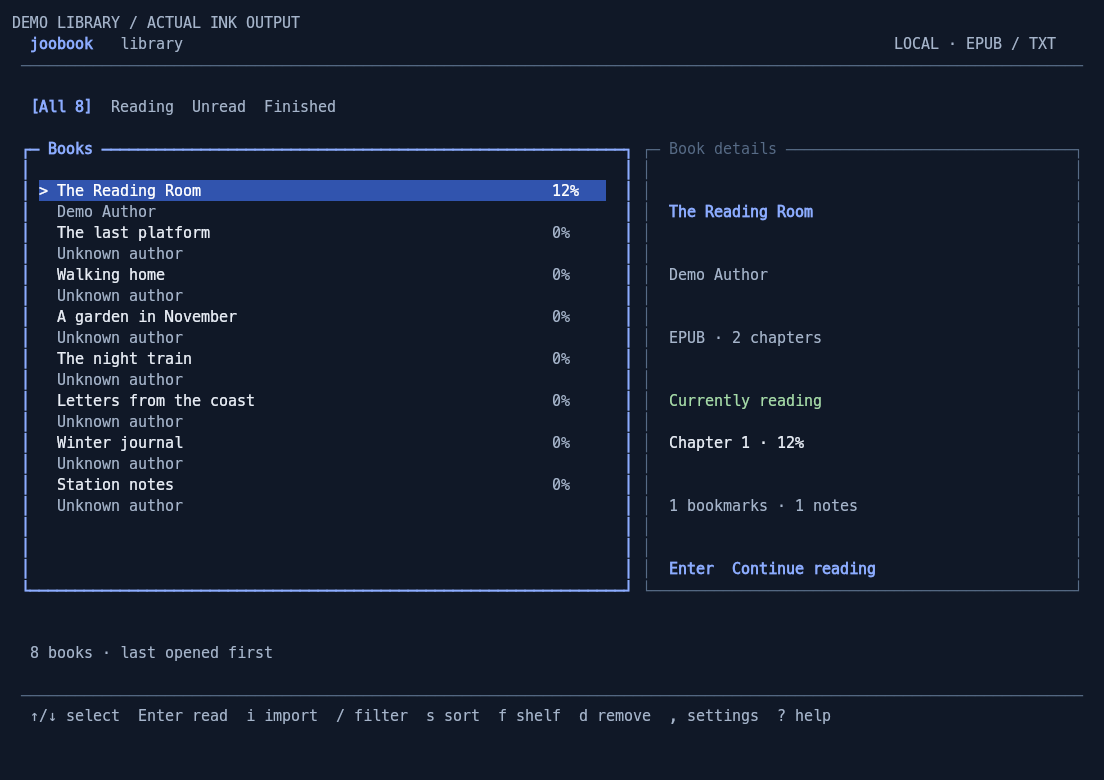 DEMO LIBRARY / ACTUAL INK OUTPUT
joobook library LOCAL · EPUB / TXT
[All 8] Reading Unread Finished
Books
> The Reading Room 12%
Demo Author
The last platform 0%
Unknown author
Walking home 0%
Unknown author
A garden in November 0%
Unknown author
The night train 0%
Unknown author
Letters from the coast 0%
Unknown author
Winter journal 0%
Unknown author
Station notes 0%
Unknown author
Book details
The Reading Room
Demo Author
EPUB · 2 chapters
Currently reading
Chapter 1 · 12%
1 bookmarks · 1 notes
Enter Continue reading
8 books · last opened first
↑/↓ select Enter read i import / filter s sort f shelf d remove , settings ? help